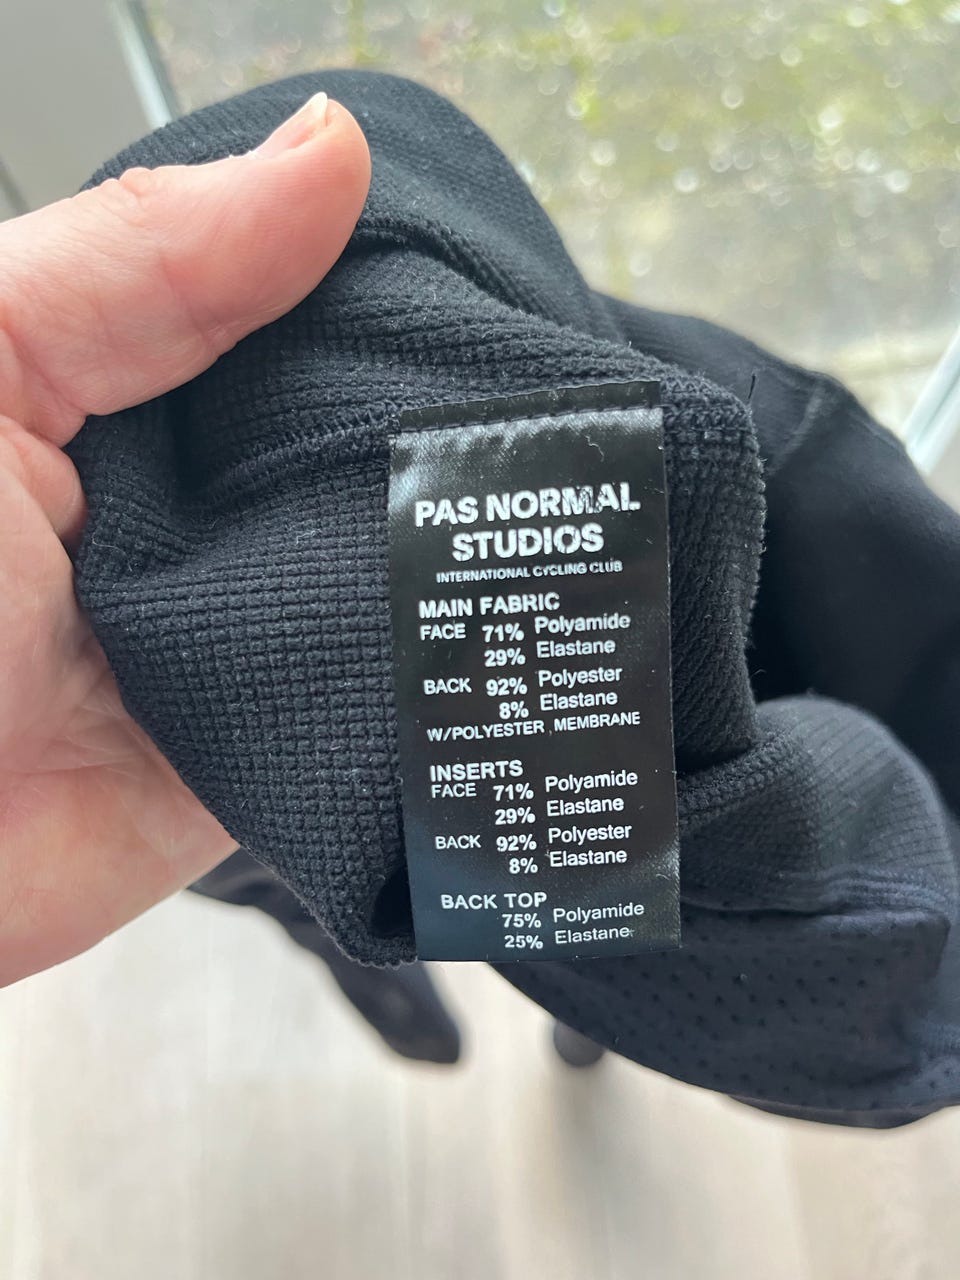 PAS NORMAL
STUDIOS
INTERNATIONAL CYCLING CLUB
MAIN FABRIC
FACE 71% Polyamide
29% Elastane
BACK 92% Polyester
8% Elastane
W/POLYESTER , MEMBRANE
INSERTS
FACE 71% Polyamide
29% Elastane
BACK 92% Polyester
8% Elastane
BACK TOP
75% Polyamide
25% Elastane